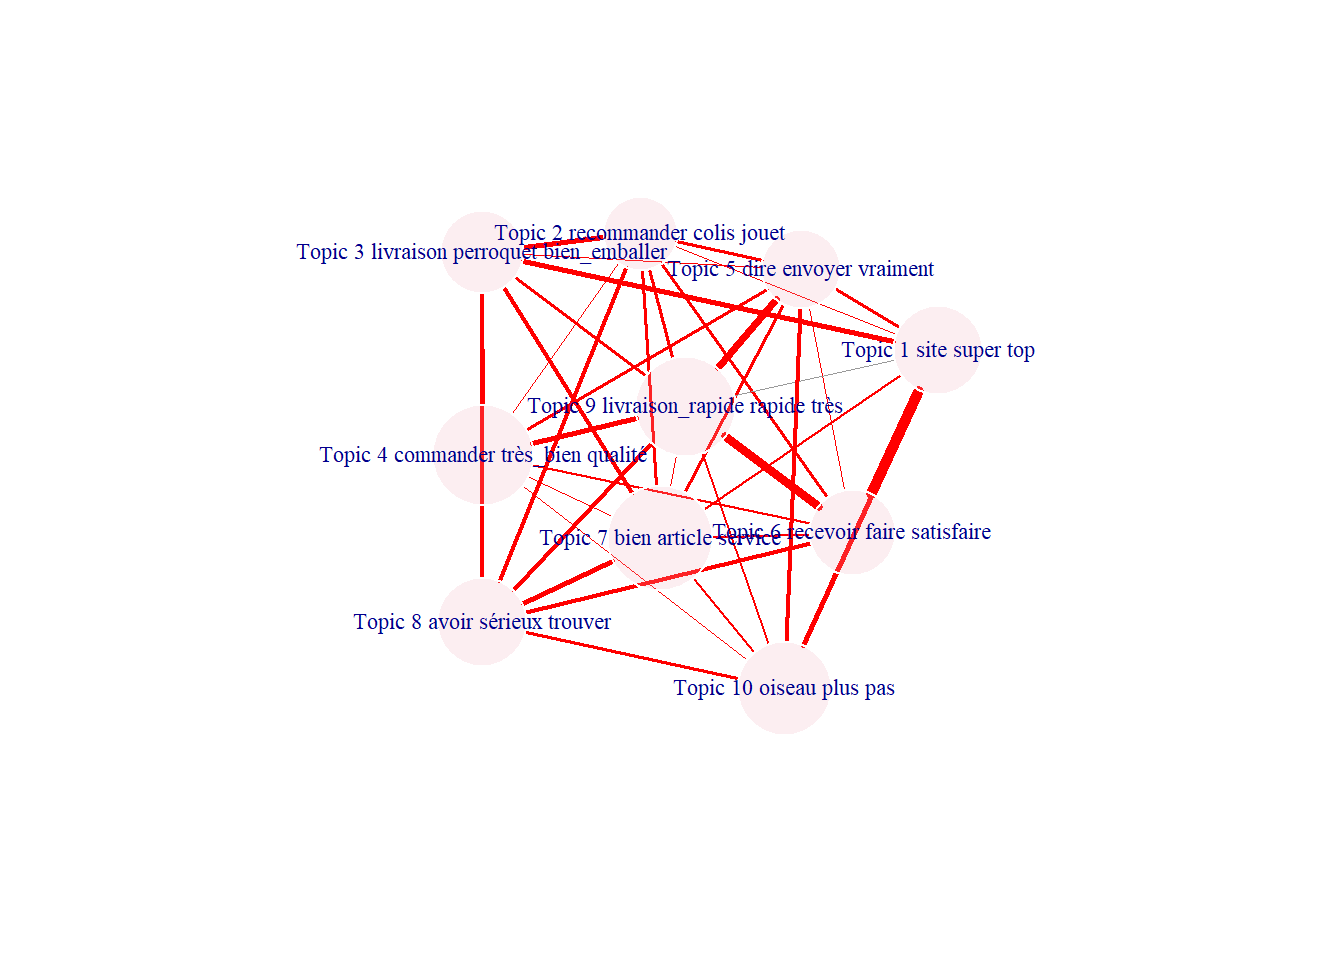 Topic 2 recommander colis jouet
Topic 3 livraison perroquet bien_emballer
Topic 5 dire envoyer vraiment
Topic 1 site super top
Topic 9 livraison_rapide rapide très
Topic 4 commander très_bien qualité
Topic 6 recevoir faire satisfaire
Topic 7 bien article service
Topic 8 avoir sérieux trouver
Topic 10 oiseau plus pas